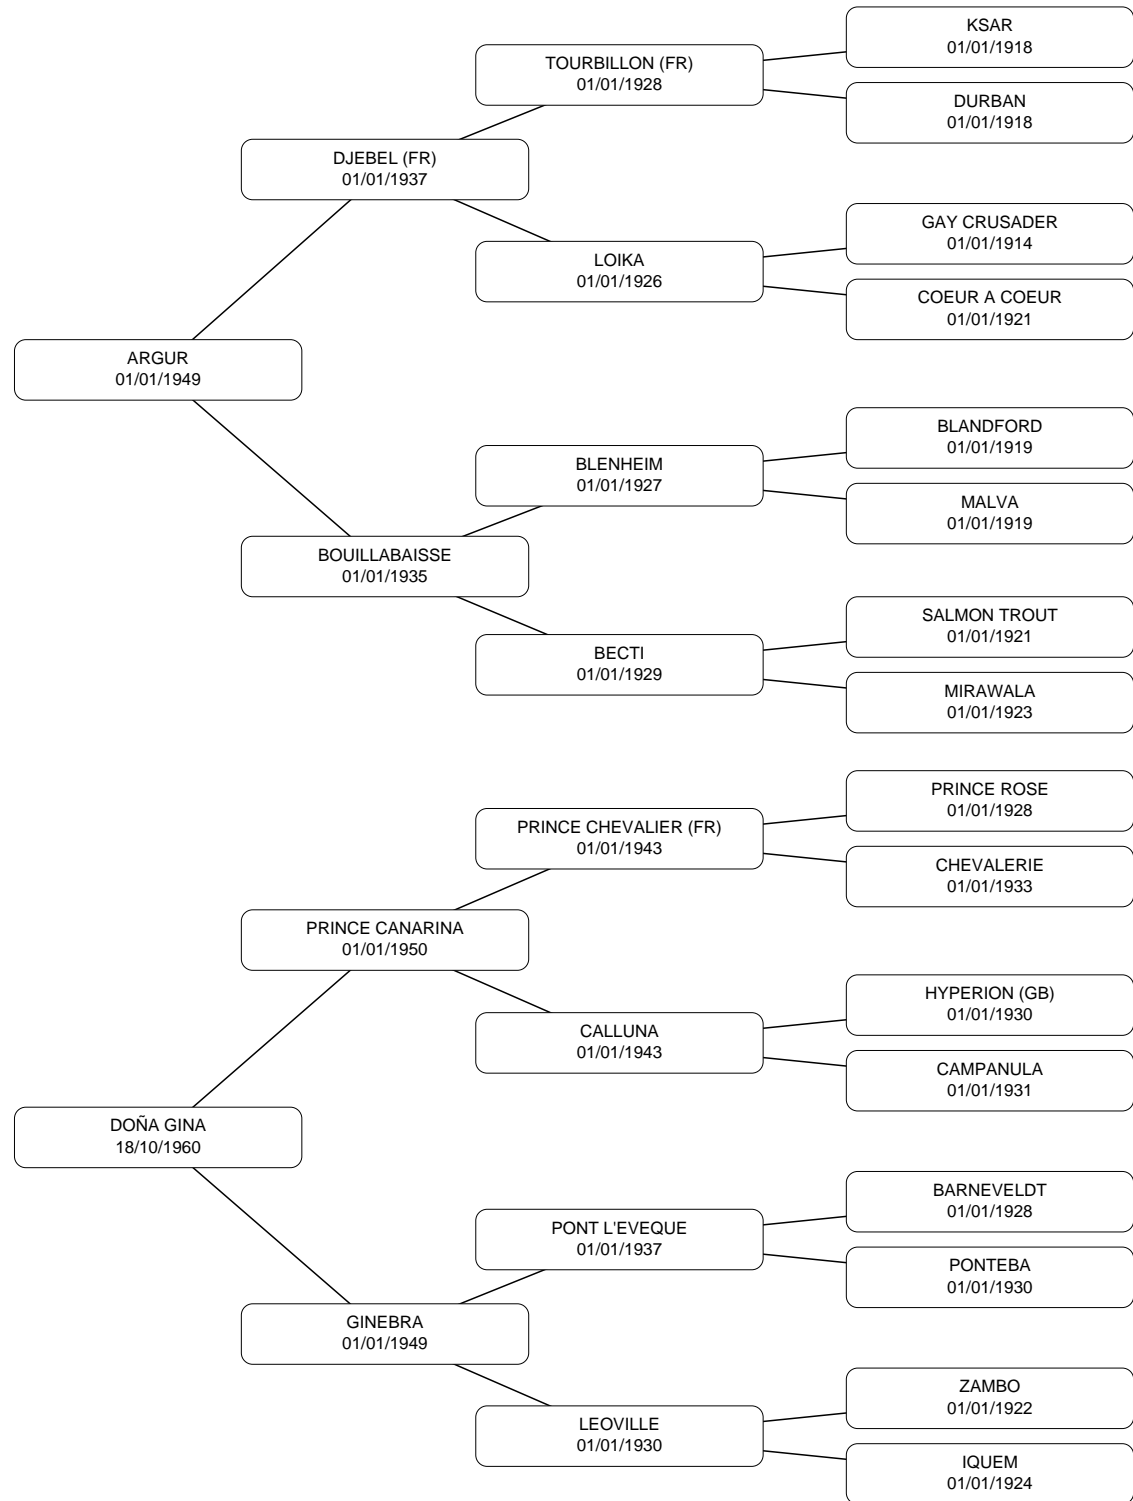 KSAR
01/01/1918
TOURBILLON (FR)
01/01/1928
DURBAN
01/01/1918
DJEBEL (FR)
01/01/1937
GAY CRUSADER
01/01/1914
LOIKA
01/01/1926
COEUR A COEUR
01/01/1921
ARGUR
01/01/1949
BLANDFORD
01/01/1919
BLENHEIM
01/01/1927
MALVA
01/01/1919
BOUILLABAISSE
01/01/1935
SALMON TROUT
01/01/1921
BECTI
01/01/1929
MIRAWALA
01/01/1923
PRINCE ROSE
01/01/1928
PRINCE CHEVALIER (FR)
01/01/1943
CHEVALERIE
01/01/1933
PRINCE CANARINA
01/01/1950
HYPERION (GB)
01/01/1930
CALLUNA
01/01/1943
CAMPANULA
01/01/1931
DOÑA GINA
18/10/1960
BARNEVELDT
01/01/1928
PONT L'EVEQUE
01/01/1937
PONTEBA
01/01/1930
GINEBRA
01/01/1949
ZAMBO
01/01/1922
LEOVILLE
01/01/1930
IQUEM
01/01/1924